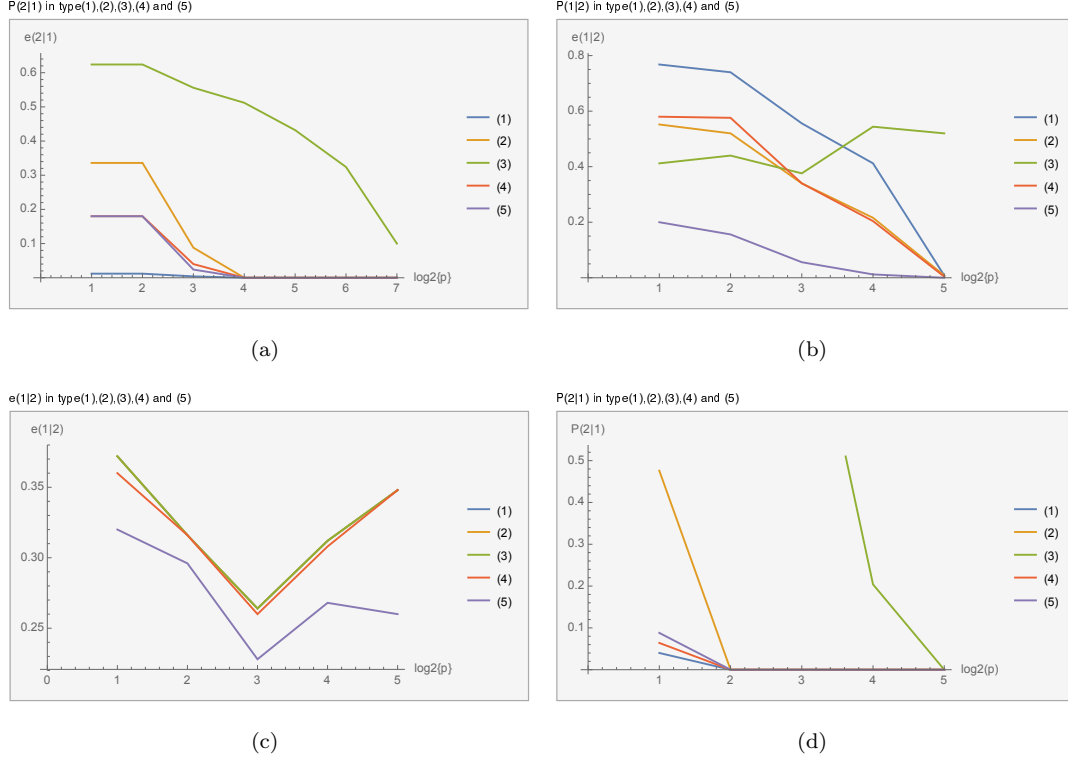 P(2|1) in type(1),(2),(3),(4) and (5)
e(2|1)
0.6
0.5
0.4
0.3
0.2
0.1
1 2 3 4 5 6 7
log2{p}
(1)
(2)
(3)
(4)
(5)
(a)
P(1|2) in type(1),(2),(3),(4) and (5)
e(1|2)
0.8
0.6
0.4
0.2
1 2 3 4 5
log2{p}
(1)
(2)
(3)
(4)
(5)
(b)
e(1|2) in type(1),(2),(3),(4) and (5)
e(1|2)
0.35
0.30
0.25
0 1 2 3 4 5
log2{p}
(1)
(2)
(3)
(4)
(5)
(c)
P(2|1) in type(1),(2),(3),(4) and (5)
P(2|1)
0.5
0.4
0.3
0.2
0.1
1 2 3 4 5
log2(p)
(1)
(2)
(3)
(4)
(5)
(d)